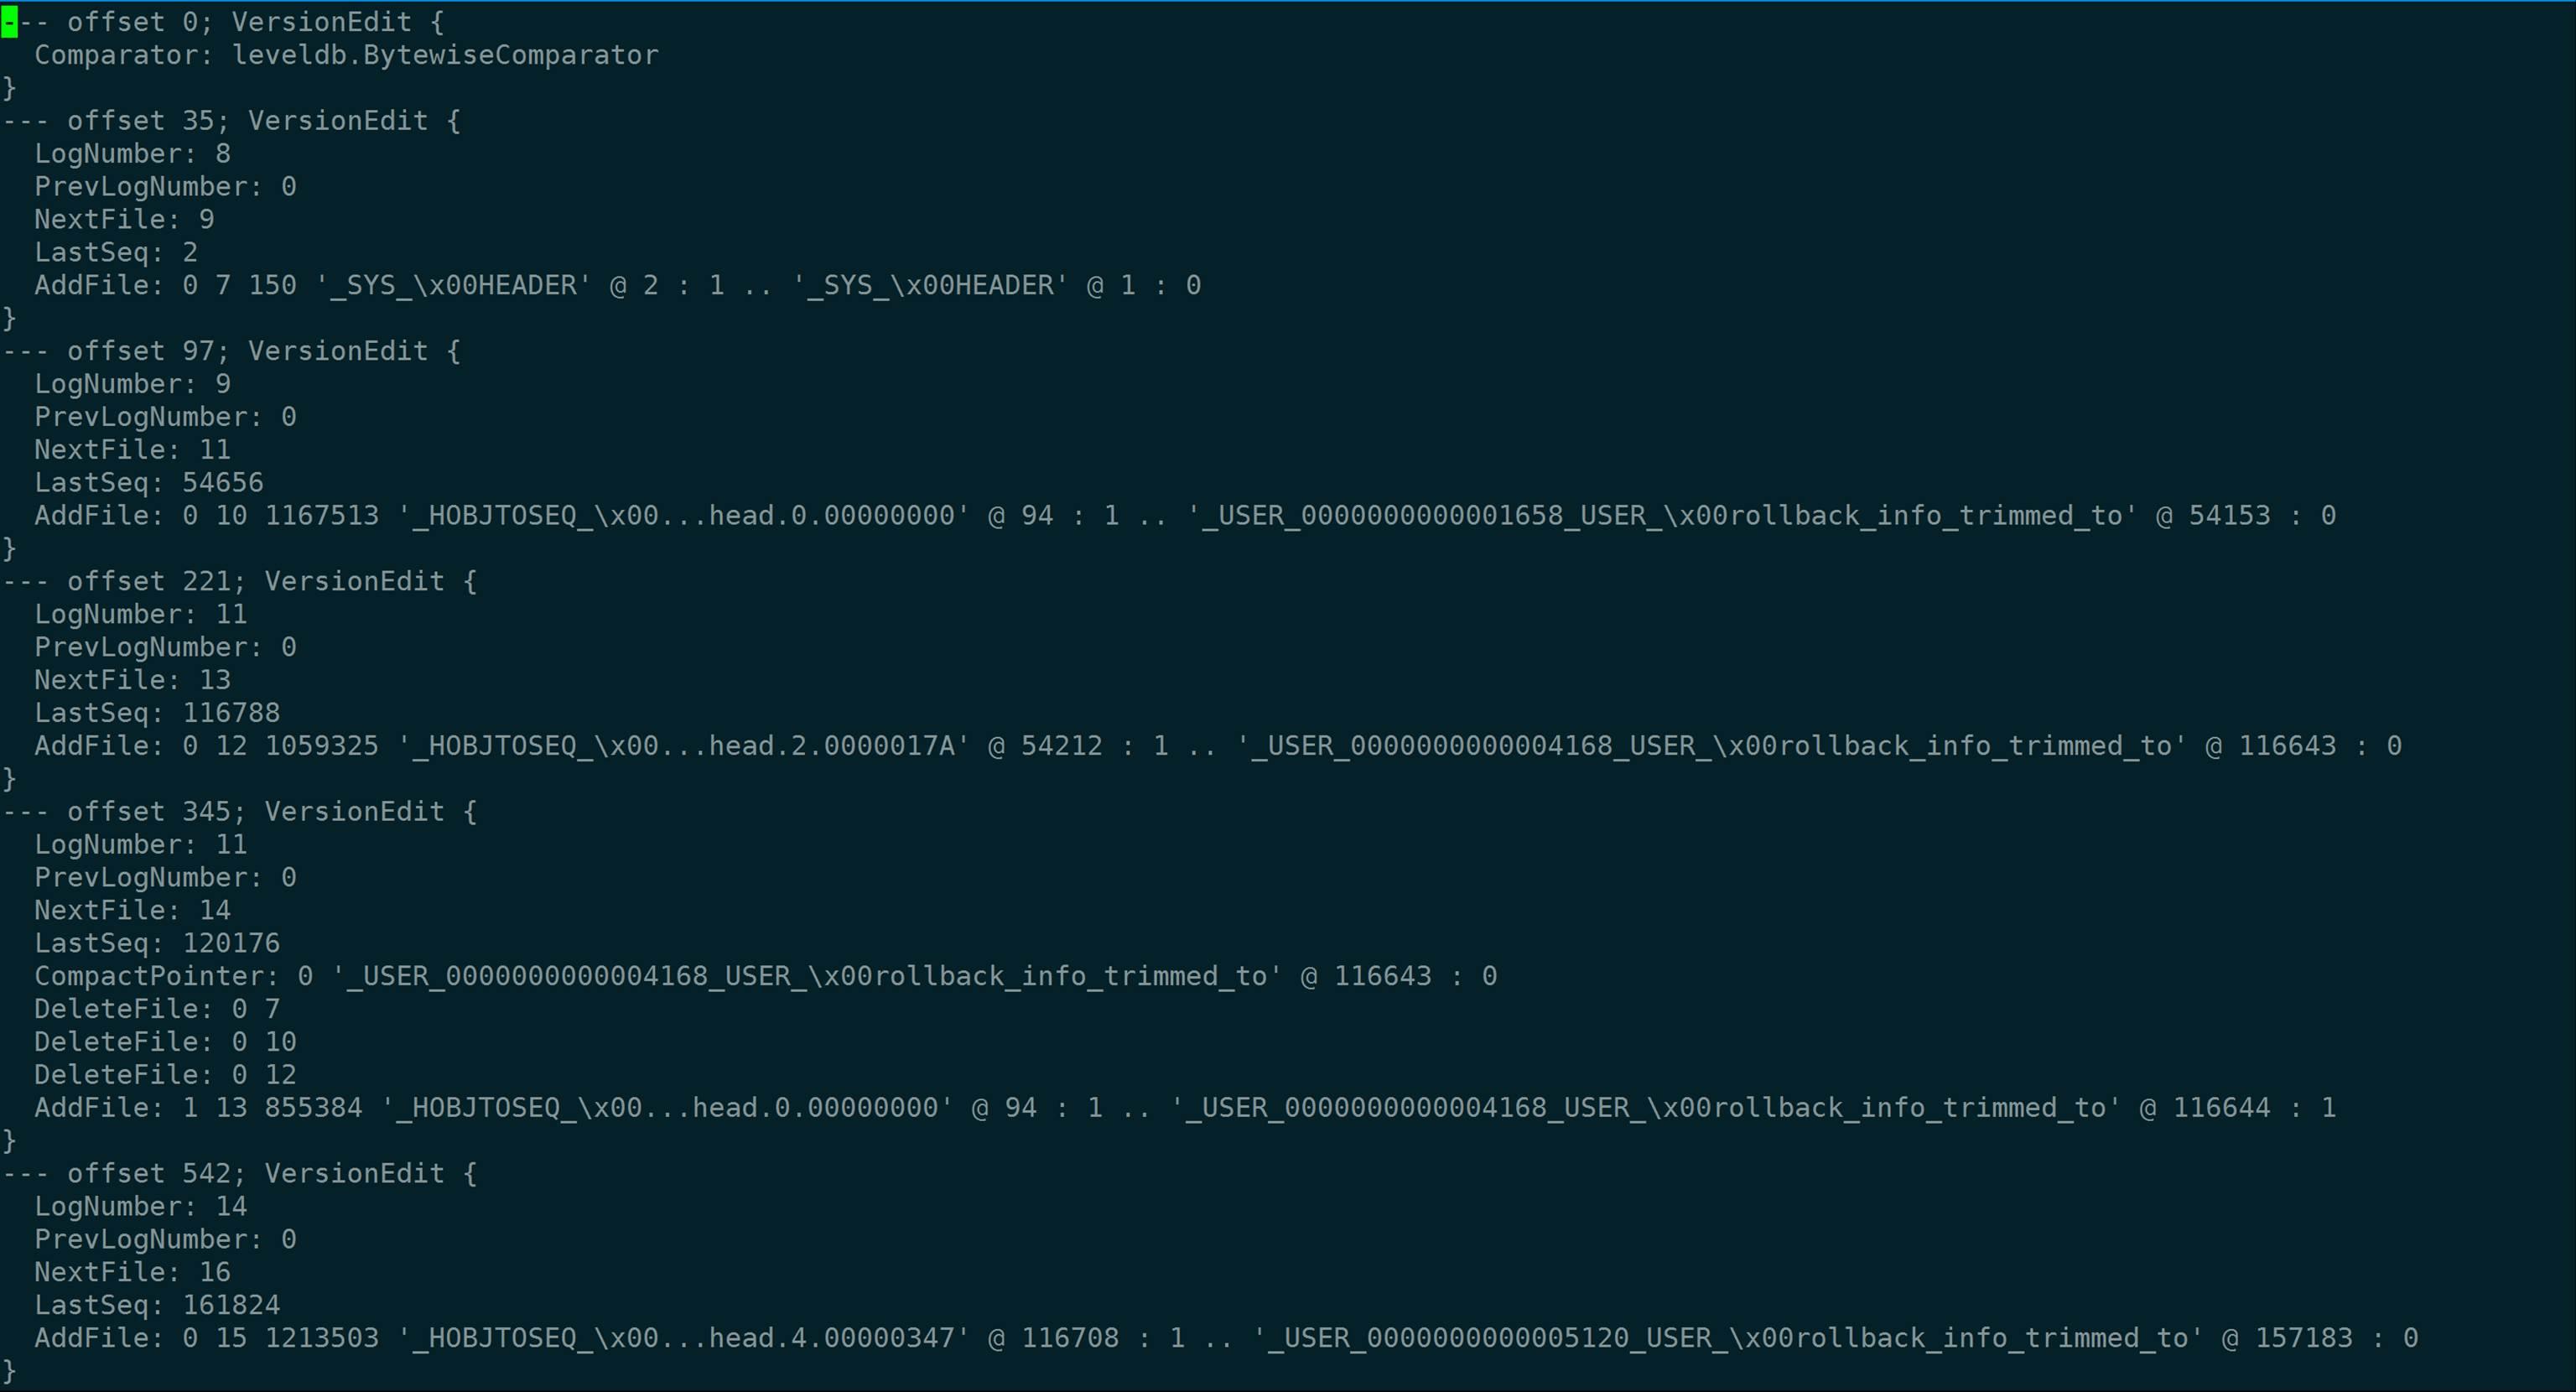 --- offset 0; VersionEdit {
  Comparator: leveldb.BytewiseComparator
}
--- offset 35; VersionEdit {
  LogNumber: 8
  PrevLogNumber: 0
  NextFile: 9
  LastSeq: 2
  AddFile: 0 7 150 '_SYS_\x00HEADER' @ 2 : 1 .. '_SYS_\x00HEADER' @ 1 : 0
}
--- offset 97; VersionEdit {
  LogNumber: 9
  PrevLogNumber: 0
  NextFile: 11
  LastSeq: 54656
  AddFile: 0 10 1167513 '_HOBJTOSEQ_\x00...head.0.00000000' @ 94 : 1 .. '_USER_0000000000001658_USER_\x00rollback_info_trimmed_to' @ 54153 : 0
}
--- offset 221; VersionEdit {
  LogNumber: 11
  PrevLogNumber: 0
  NextFile: 13
  LastSeq: 116788
  AddFile: 0 12 1059325 '_HOBJTOSEQ_\x00...head.2.0000017A' @ 54212 : 1 .. '_USER_0000000000004168_USER_\x00rollback_info_trimmed_to' @ 116643 : 0
}
--- offset 345; VersionEdit {
  LogNumber: 11
  PrevLogNumber: 0
  NextFile: 14
  LastSeq: 120176
  CompactPointer: 0 '_USER_0000000000004168_USER_\x00rollback_info_trimmed_to' @ 116643 : 0
  DeleteFile: 0 7
  DeleteFile: 0 10
  DeleteFile: 0 12
  AddFile: 1 13 855384 '_HOBJTOSEQ_\x00...head.0.00000000' @ 94 : 1 .. '_USER_0000000000004168_USER_\x00rollback_info_trimmed_to' @ 116644 : 1
}
--- offset 542; VersionEdit {
  LogNumber: 14
  PrevLogNumber: 0
  NextFile: 16
  LastSeq: 161824
  AddFile: 0 15 1213503 '_HOBJTOSEQ_\x00...head.4.00000347' @ 116708 : 1 .. '_USER_0000000000005120_USER_\x00rollback_info_trimmed_to' @ 157183 : 0
}